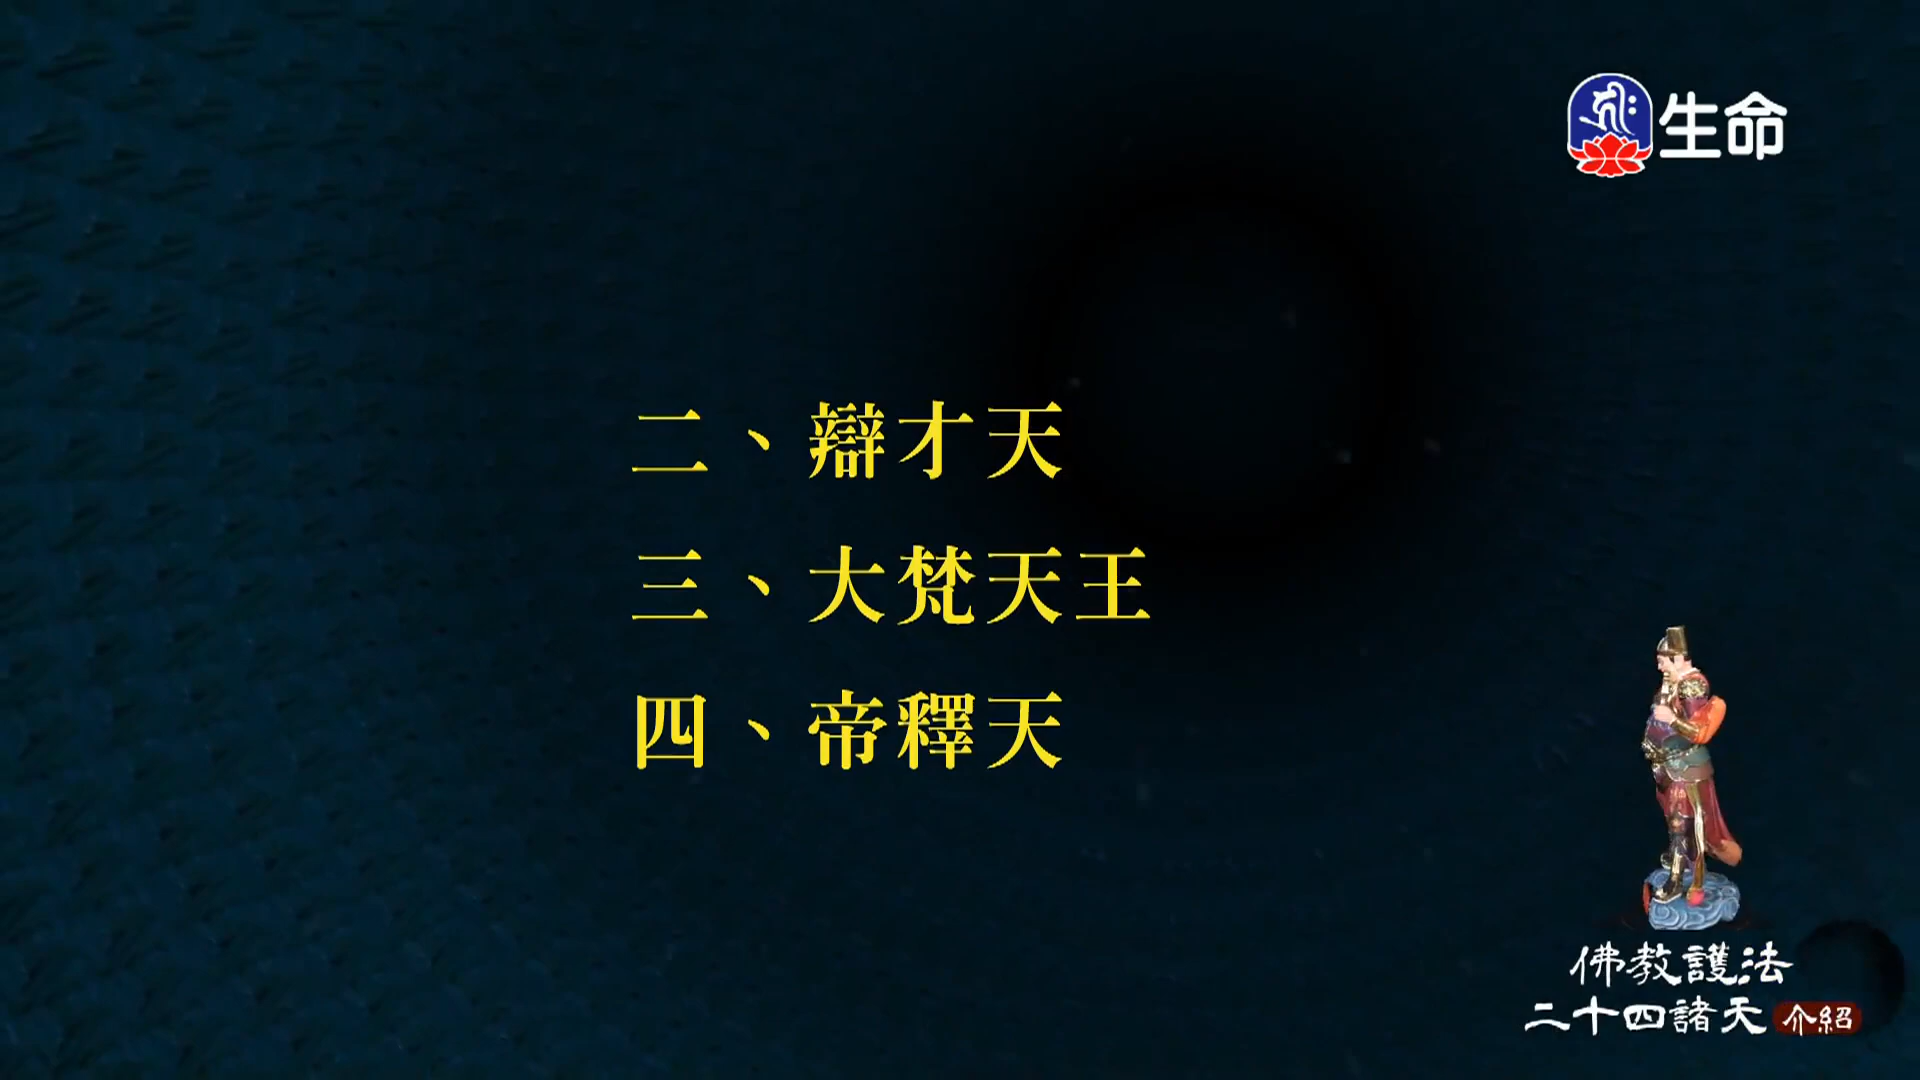 生命
二、辯才天
三、大梵天王
四、帝釋天
佛教護法
二十四諸天 介紹